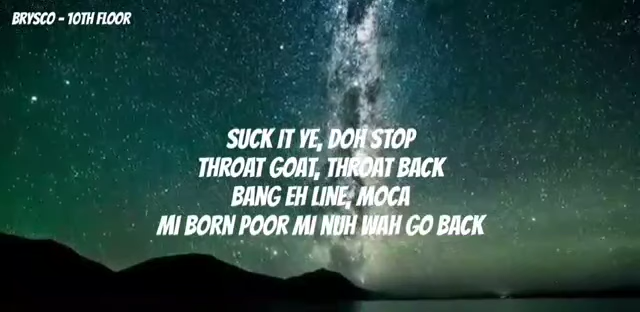 BRYSCO - 10TH FLOOR
SUCK IT YE, DOH STOP
THROAT GOAT, THROAT BACK
BANG EH LINE, MOCA
MI BORN POOR MI NUH WAH GO BACK